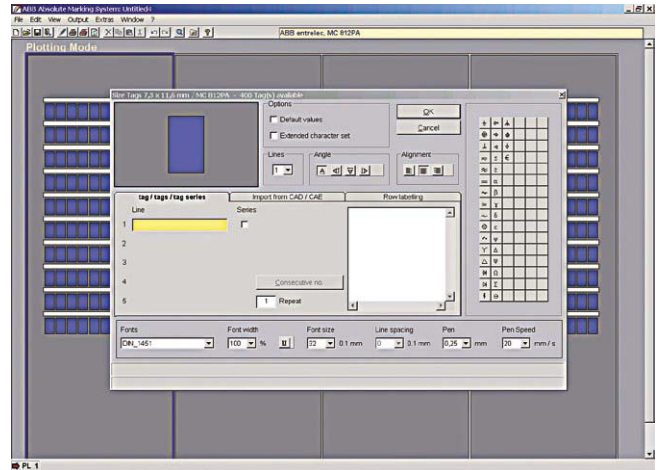 ABB Absolute Marking System: Untitled4
File Edit View Output Extras Window ?
ABB entrelec, MC 812PA
Plotting Mode
Size Tags 7,3 x 11,6 mm / MC 812PA -- 400 Tag(s) available
Options
Default values
Extended character set
OK
Cancel
Lines
Angle
Alignment
1
tag / tags / tag series
Import from CAD / CAE
Row labelling
Line
Series
1
2
3
4
5
Consecutive no.
1 Repeat
Fonts
Font width
Font size
Line spacing
Pen
Pen Speed
DIN_1451
100 %
U
32 0.1 mm
0 0.1 mm
0,25 mm
20 mm / s
PL 1